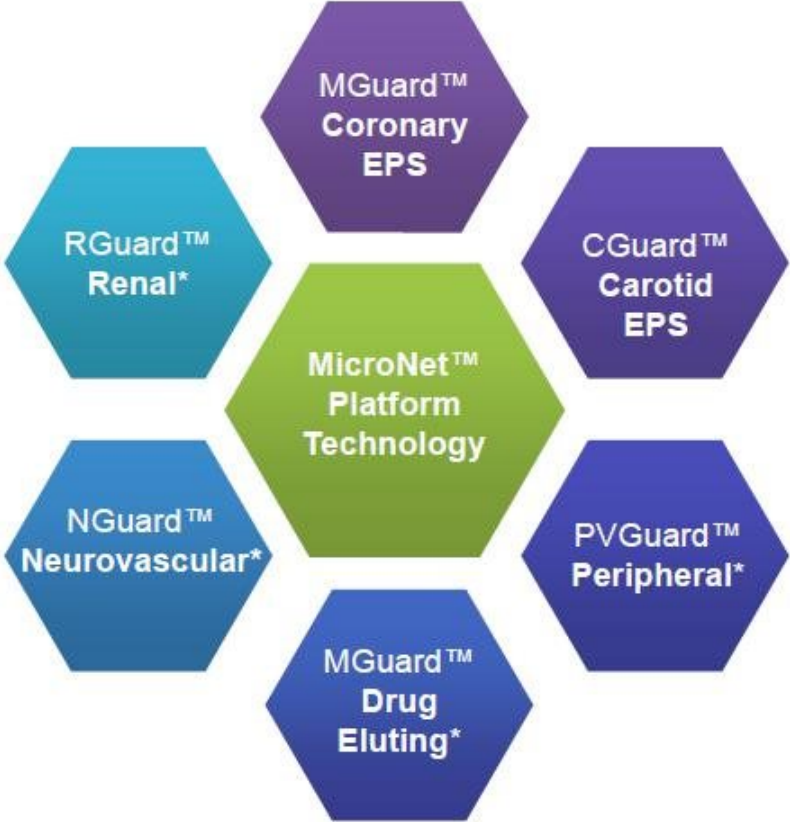 MGuard™
Coronary
EPS
RGuard™
Renal*
CGuard™
Carotid
EPS
MicroNet™
Platform
Technology
NGuard™
Neurovascular*
PVGuard™
Peripheral*
MGuard™
Drug
Eluting*